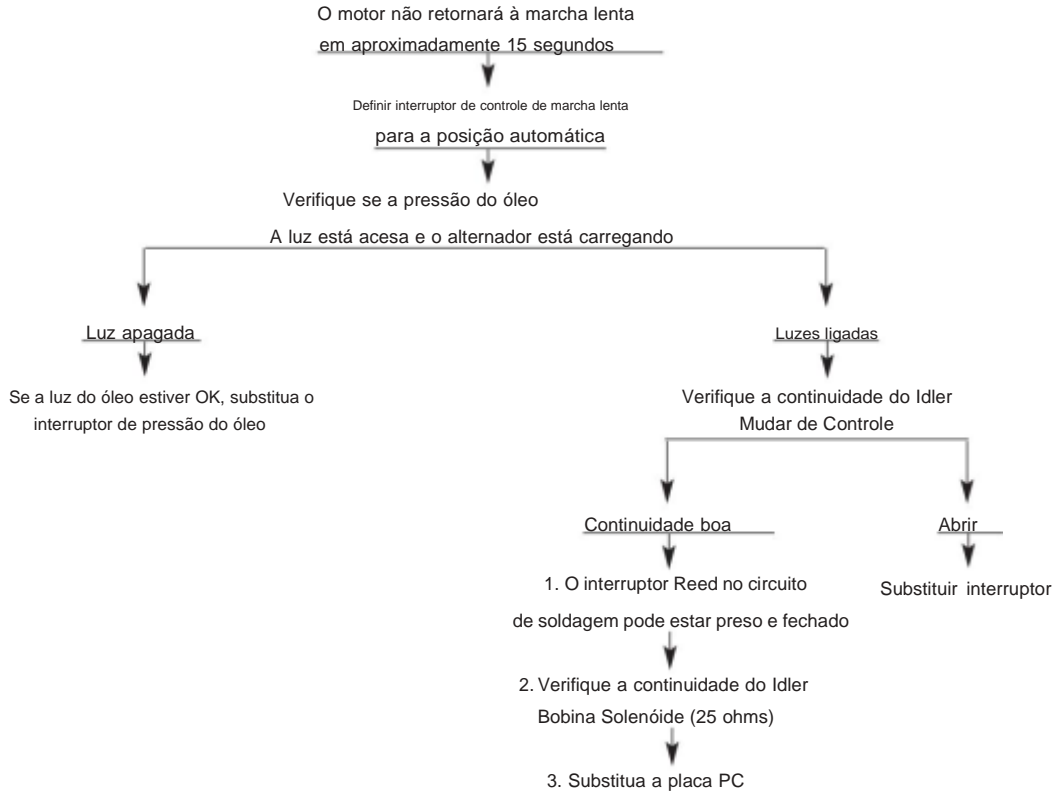 O motor não retornará à marcha lenta
em aproximadamente 15 segundos
Definir interruptor de controle de marcha lenta
para a posição automática
Verifique se a pressão do óleo
A luz está acesa e o alternador está carregando
Luz apagada
Se a luz do óleo estiver OK, substitua o
interruptor de pressão do óleo
Luzes ligadas
Verifique a continuidade do Idler
Mudar de Controle
Continuidade boa
1. O interruptor Reed no circuito
de soldagem pode estar preso e fechado
2. Verifique a continuidade do Idler
Bobina Solenóide (25 ohms)
3. Substitua a placa PC
Abrir
Substituir interruptor